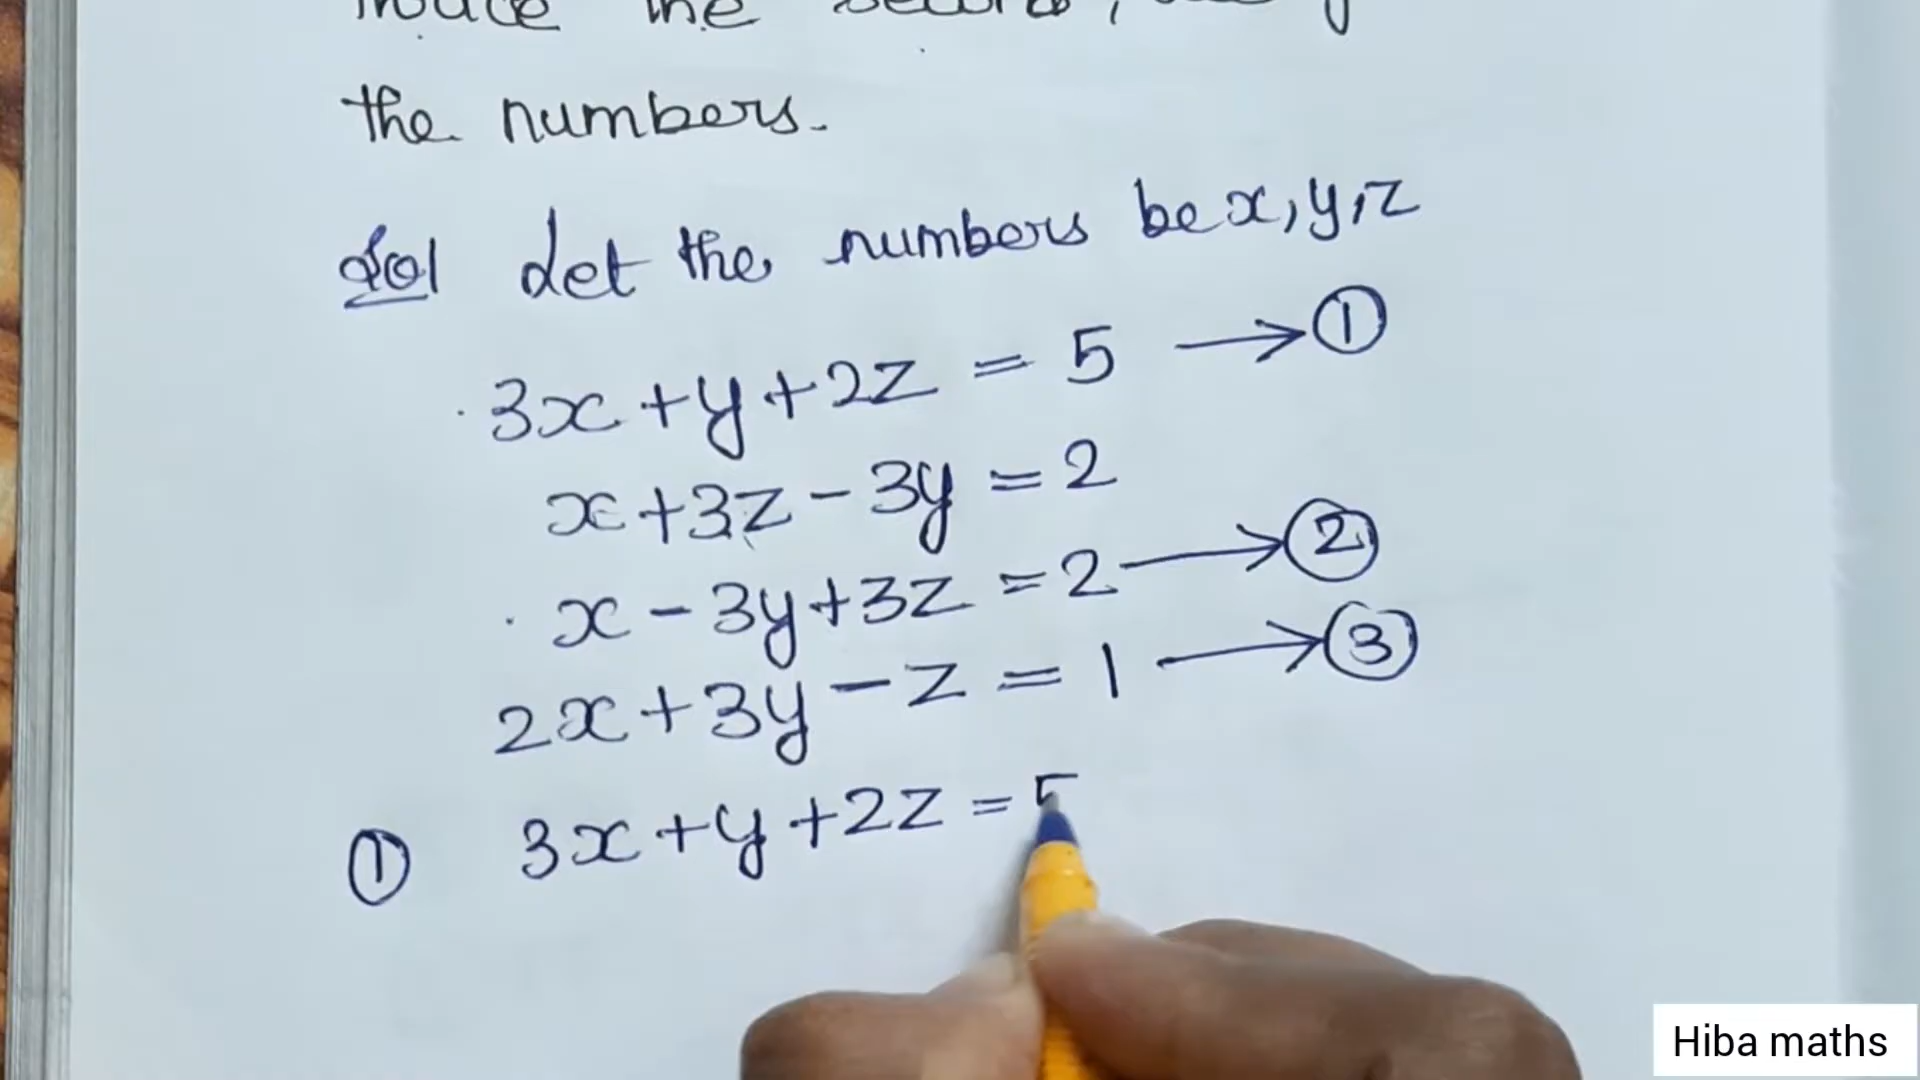 the
the numbers.
Sol Let the numbers be x, y, z
3x + y + 2z = 5 → ①
x + 3z - 3y = 2
x - 3y + 3z = 2 → ②
2x + 3y - z = 1 → ③
① 3x + y + 2z = 5
Hiba maths